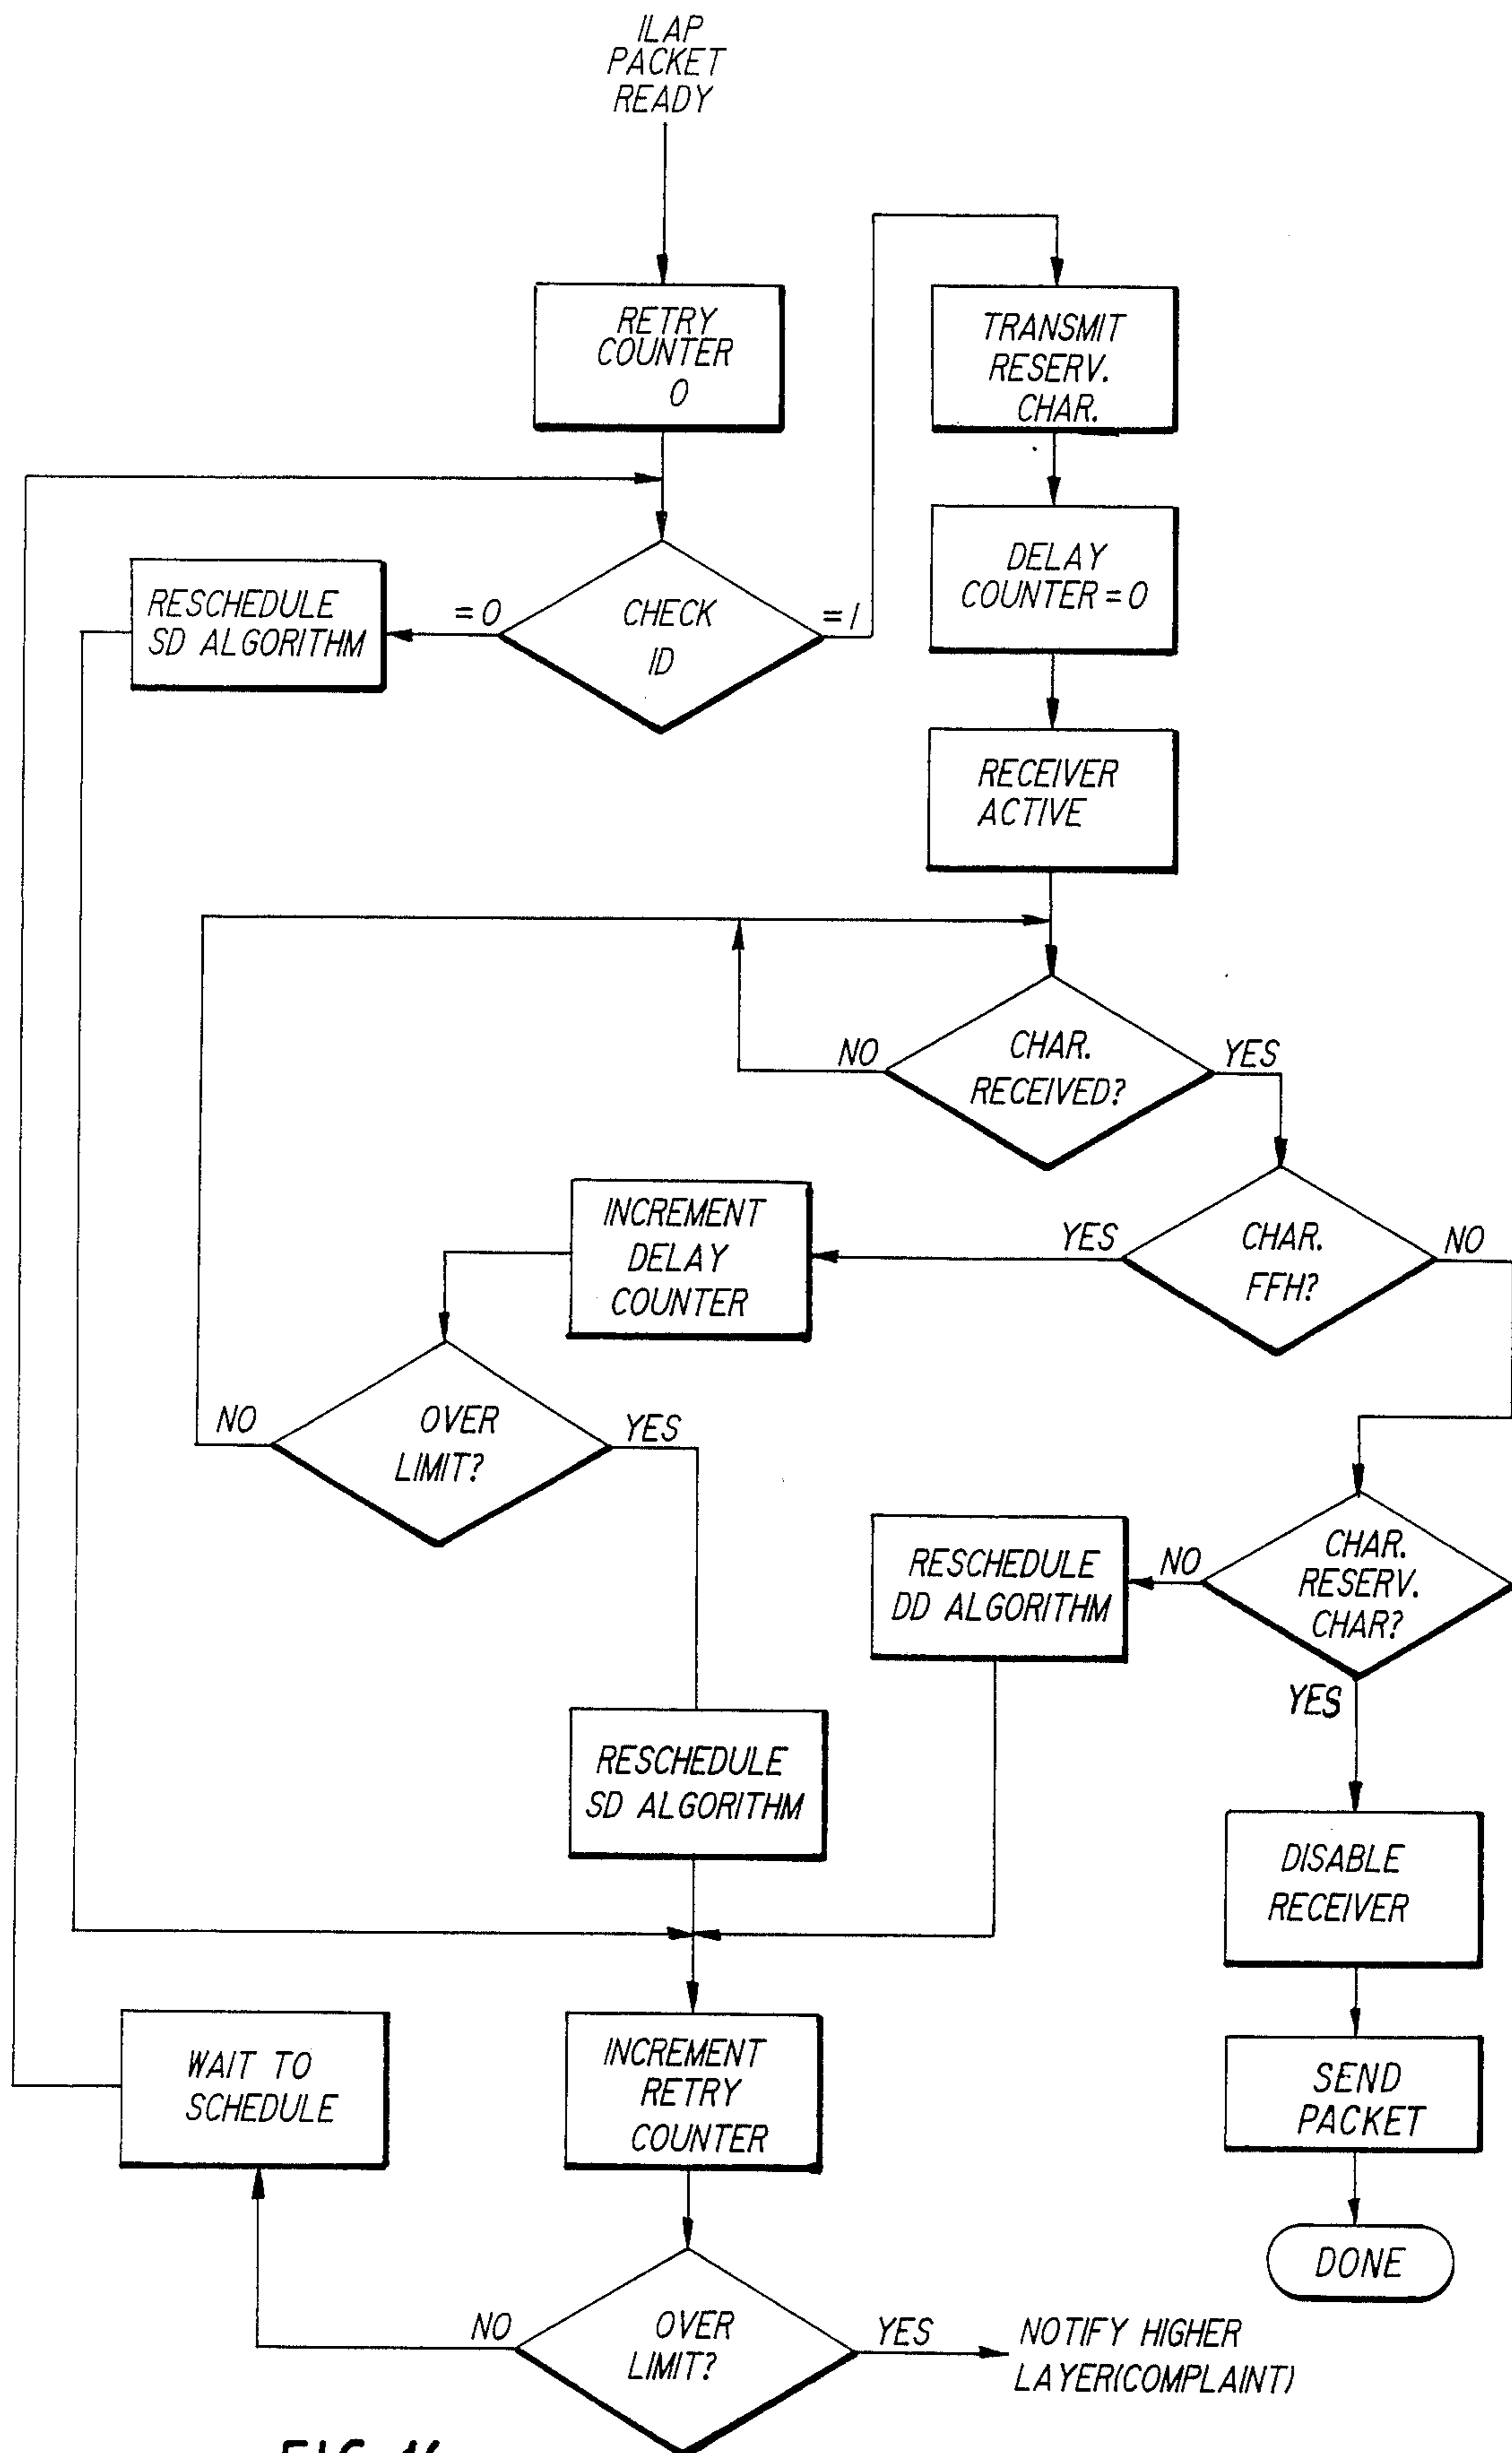 ILAP
PACKET
READY
RETRY
COUNTER
0
TRANSMIT
RESERV.
CHAR.
DELAY
COUNTER = 0
RESCHEDULE
SD ALGORITHM
= 0
CHECK
ID
= 1
RECEIVER
ACTIVE
NO
CHAR.
RECEIVED?
YES
INCREMENT
DELAY
COUNTER
YES
CHAR.
FFH?
NO
NO
OVER
LIMIT?
YES
RESCHEDULE
DD ALGORITHM
NO
CHAR.
RESERV.
CHAR?
YES
RESCHEDULE
SD ALGORITHM
DISABLE
RECEIVER
WAIT TO
SCHEDULE
INCREMENT
RETRY
COUNTER
SEND
PACKET
DONE
NO
OVER
LIMIT?
YES
NOTIFY HIGHER
LAYER(COMPLAINT)